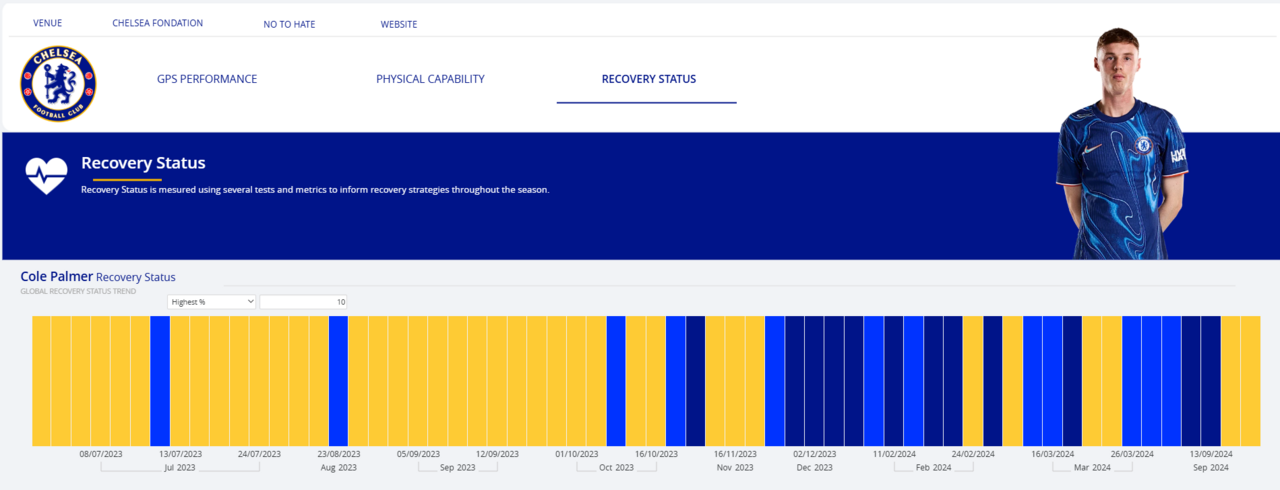 VENUE CHELSEA FONDATION NO TO HATE WEBSITE
CHELSEA
FOOTBALL CLUB
GPS PERFORMANCE PHYSICAL CAPABILITY RECOVERY STATUS
Recovery Status
Recovery Status is mesured using several tests and metrics to inform recovery strategies throughout the season.
Cole Palmer Recovery Status
GLOBAL RECOVERY STATUS TREND
Highest % 10
08/07/2023 13/07/2023 24/07/2023 23/08/2023 05/09/2023 12/09/2023 01/10/2023 16/10/2023 16/11/2023 02/12/2023 11/02/2024 24/02/2024 16/03/2024 26/03/2024 13/09/2024
Jul 2023 Aug 2023 Sep 2023 Oct 2023 Nov 2023 Dec 2023 Feb 2024 Mar 2024 Sep 2024